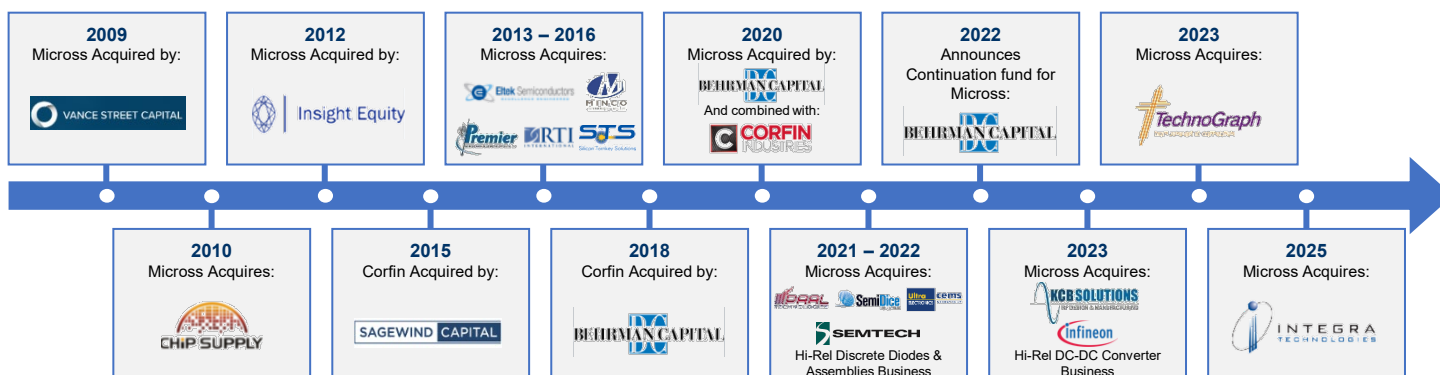 2009
Micross Acquired by:
VANCE STREET CAPITAL
2012
Micross Acquired by:
Insight Equity
2013 – 2016
Micross Acquires:
Eltek Semiconductors
MINCO
Premier
RTI
INTERNATIONAL
STS
Silicon Turnkey Solutions
2020
Micross Acquired by:
BEHRMAN CAPITAL
And combined with:
CORFIN
INDUSTRIES
2022
Announces
Continuation fund for
Micross:
BEHRMAN CAPITAL
2023
Micross Acquires:
TechnoGraph
2010
Micross Acquires:
CHIP SUPPLY
2015
Corfin Acquired by:
SAGEWIND CAPITAL
2018
Corfin Acquired by:
BEHRMAN CAPITAL
2021 – 2022
Micross Acquires:
TECHNOLOGIES
SemiDice
Ultra
ELECTRONICS
cems
SEMTECH
Hi-Rel Discrete Diodes &
Assemblies Business
2023
Micross Acquires:
KCB SOLUTIONS
infineon
Hi-Rel DC-DC Converter
Business
2025
Micross Acquires:
INTEGRA
TECHNOLOGIES